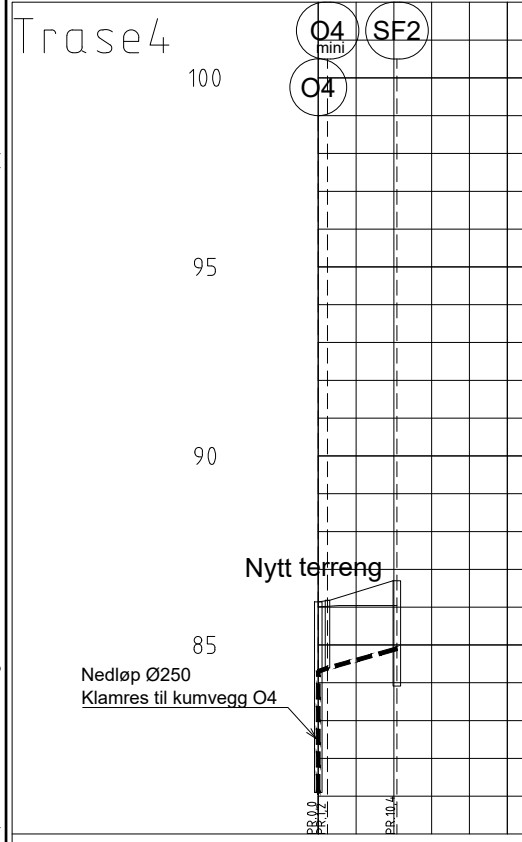 Trase4
O4
mini
SF2
O4
100
95
90
Nytt terreng
85
Nedløp Ø250
Klamres til kumvegg O4
PR.0,0
PR.1,2
PR.10,4